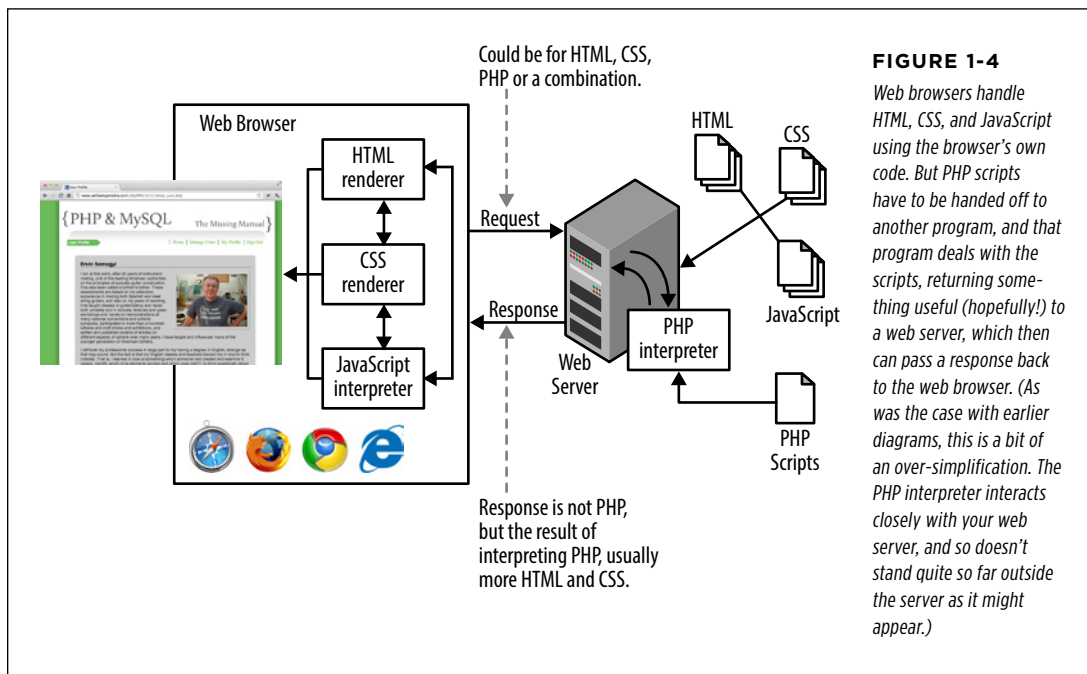 Could be for HTML, CSS,
PHP or a combination.
Web Browser
HTML
renderer
CSS
renderer
JavaScript
interpreter
{PHP & MySQL
The Missing Manual}
Ervin Somogyi
Request
Response
Web
Server
PHP
interpreter
HTML
CSS
JavaScript
PHP
Scripts
Response is not PHP,
but the result of
interpreting PHP, usually
more HTML and CSS.
FIGURE 1-4
Web browsers handle
HTML, CSS, and JavaScript
using the browser's own
code. But PHP scripts
have to be handed off to
another program, and that
program deals with the
scripts, returning some-
thing useful (hopefully!) to
a web server, which then
can pass a response back
to the web browser. (As
was the case with earlier
diagrams, this is a bit of
an over-simplification. The
PHP interpreter interacts
closely with your web
server, and so doesn't
stand quite so far outside
the server as it might
appear.)